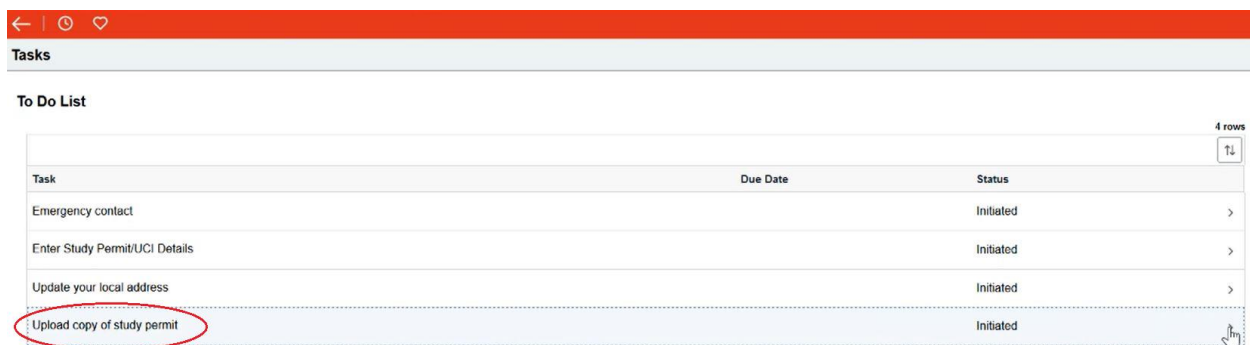 Tasks
To Do List
4 rows
Task Due Date Status
Emergency contact Initiated
Enter Study Permit/UCI Details Initiated
Update your local address Initiated
Upload copy of study permit Initiated